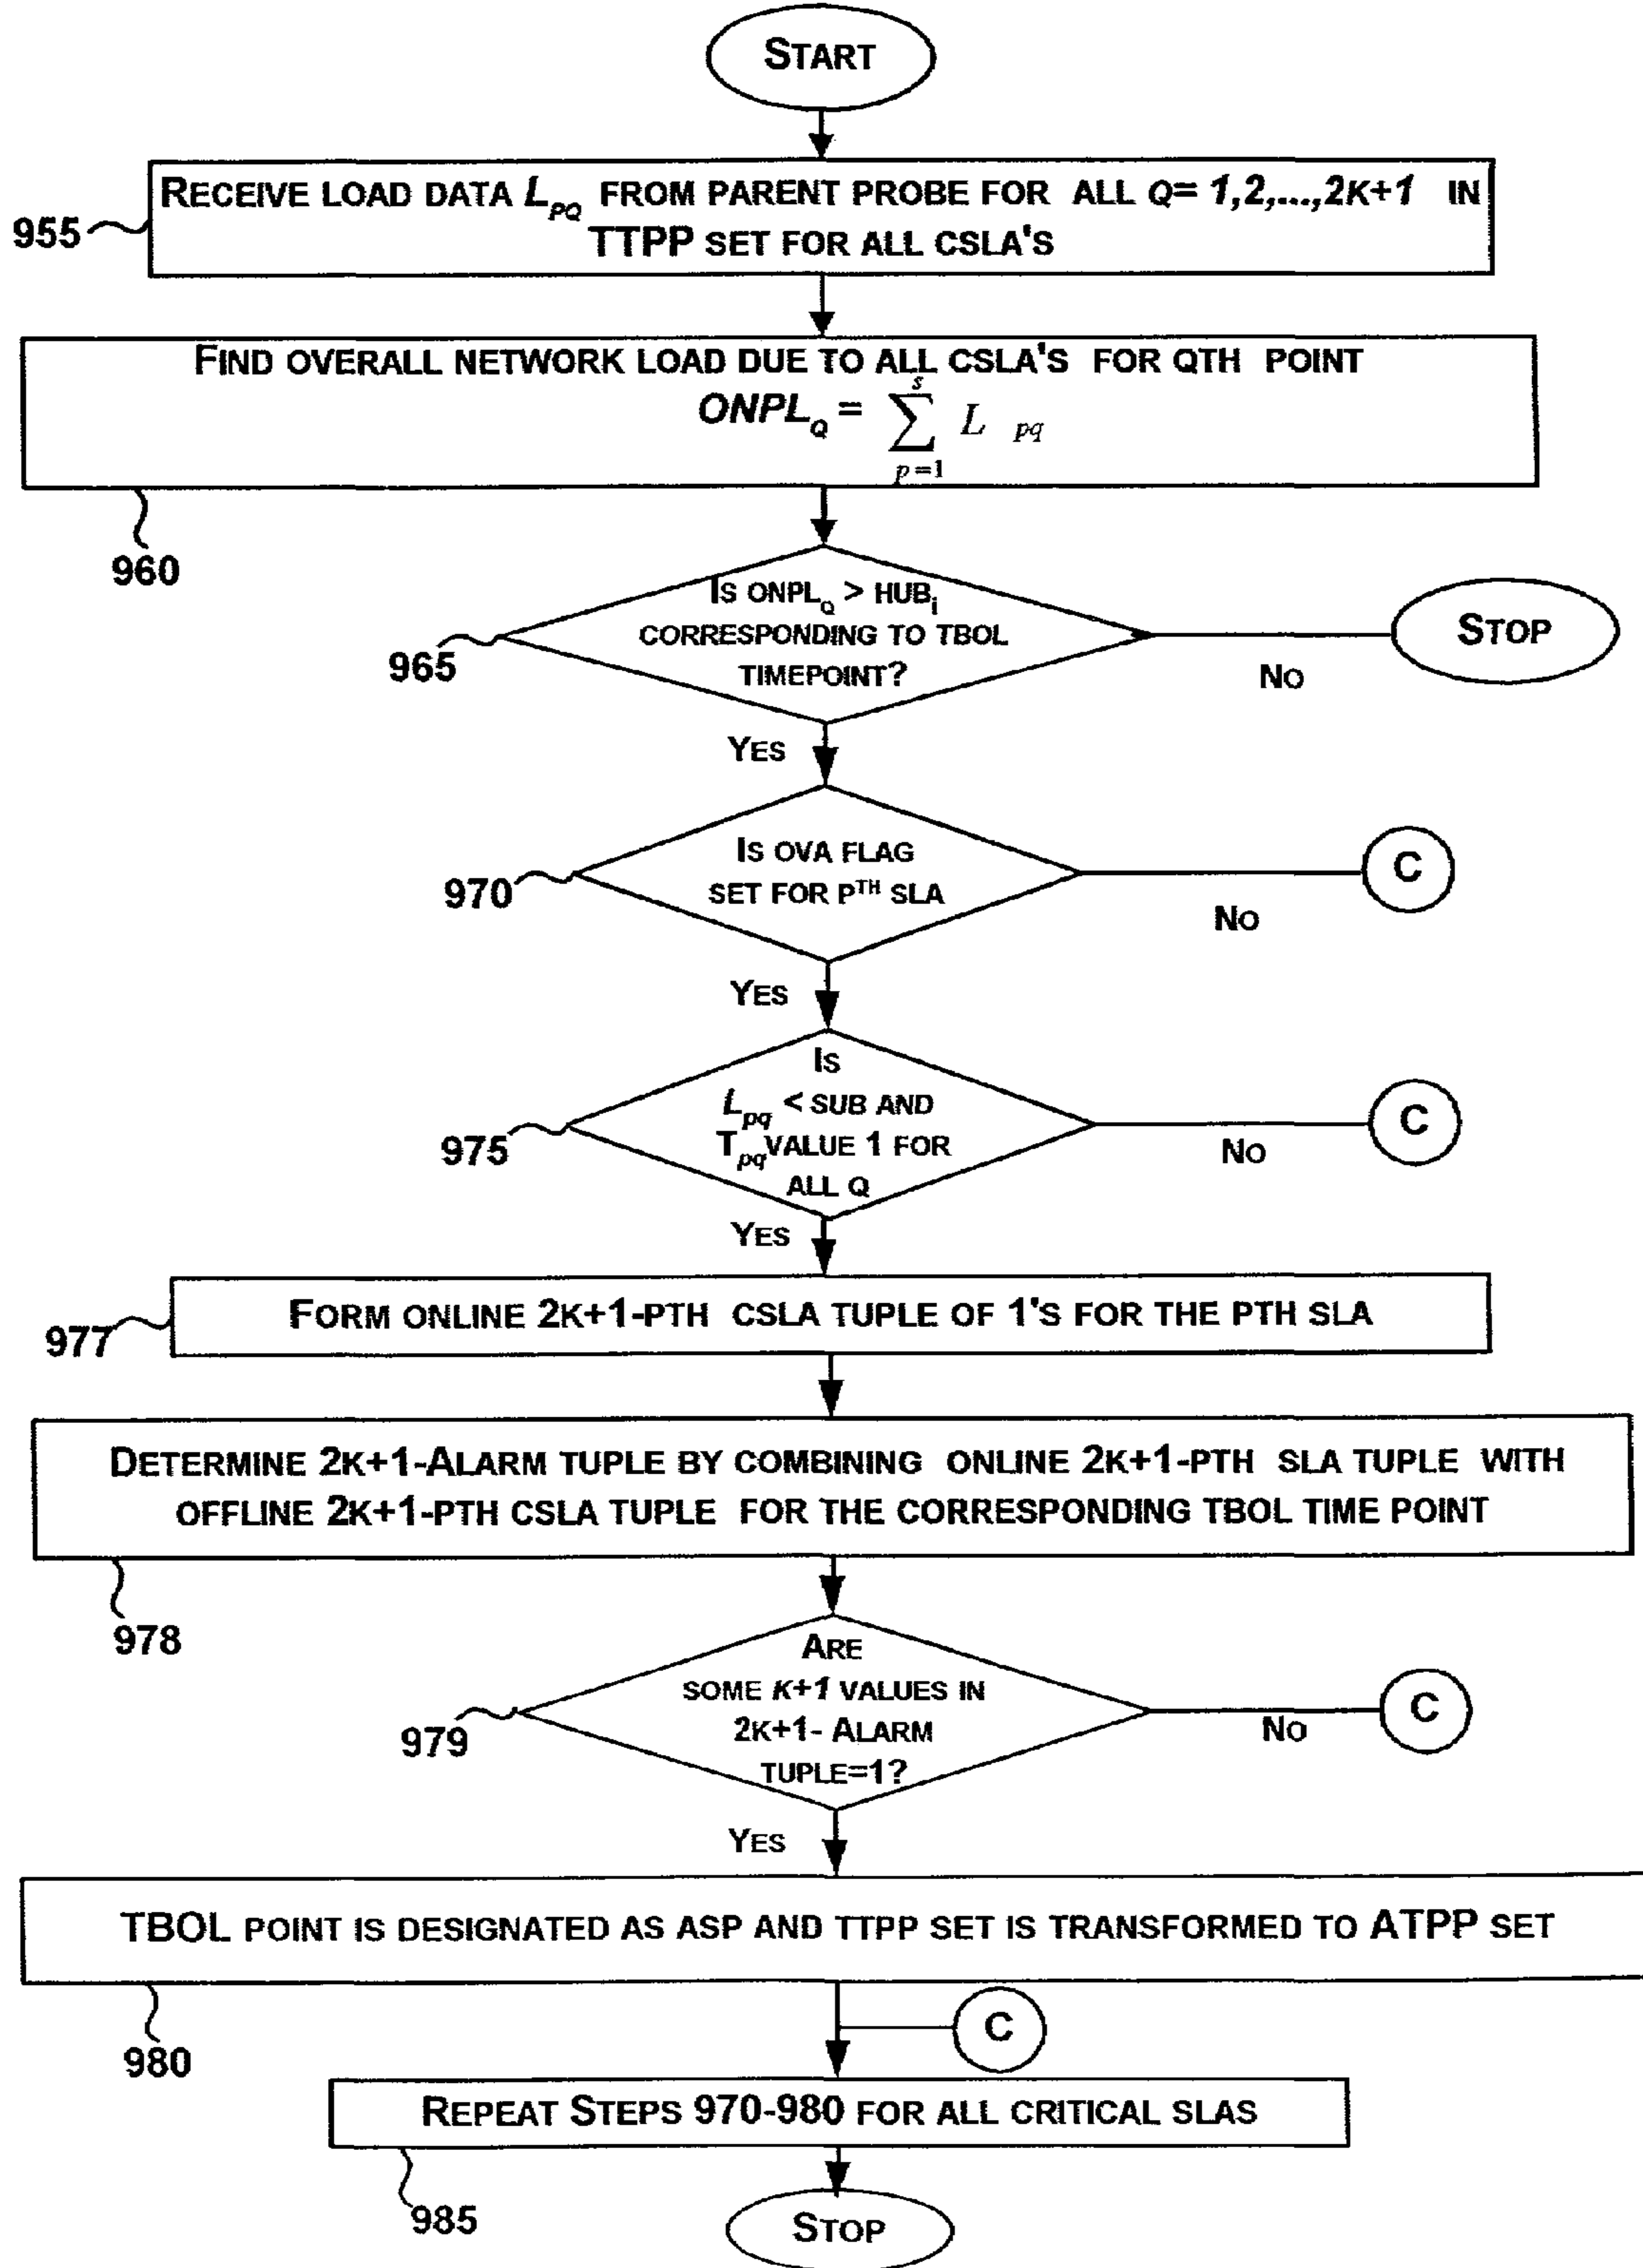 START
RECEIVE LOAD DATA L_PQ FROM PARENT PROBE FOR ALL Q= 1,2,...,2K+1 IN
TTPP SET FOR ALL CSLA'S
955
FIND OVERALL NETWORK LOAD DUE TO ALL CSLA'S FOR QTH POINT
ONPL_Q = \sum_{p=1}^{s} L_{pq}
960
IS ONPL_Q > HUB_i
CORRESPONDING TO TBOL
TIMEPOINT?
965
NO
STOP
YES
IS OVA FLAG
SET FOR P^TH SLA
970
NO
C
YES
IS
L_pq < SUB AND
T_pq VALUE 1 FOR
ALL Q
975
NO
C
YES
FORM ONLINE 2K+1-PTH CSLA TUPLE OF 1'S FOR THE PTH SLA
977
DETERMINE 2K+1-ALARM TUPLE BY COMBINING ONLINE 2K+1-PTH SLA TUPLE WITH
OFFLINE 2K+1-PTH CSLA TUPLE FOR THE CORRESPONDING TBOL TIME POINT
978
ARE
SOME K+1 VALUES IN
2K+1- ALARM
TUPLE=1?
979
NO
C
YES
TBOL POINT IS DESIGNATED AS ASP AND TTPP SET IS TRANSFORMED TO ATPP SET
980
C
REPEAT STEPS 970-980 FOR ALL CRITICAL SLAS
985
STOP